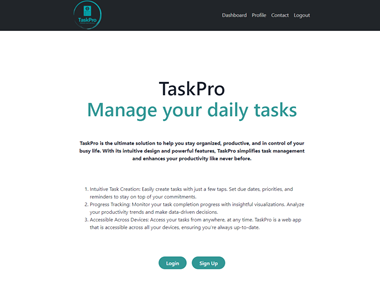 TaskPro
Dashboard Profile Contact Logout
TaskPro
Manage your daily tasks
TaskPro is the ultimate solution to help you stay organized, productive, and in control of your
busy life. With its intuitive design and powerful features, TaskPro simplifies task management
and enhances your productivity like never before.
1. Intuitive Task Creation: Easily create tasks with just a few taps. Set due dates, priorities, and
reminders to stay on top of your commitments.
2. Progress Tracking: Monitor your task completion progress with insightful visualizations. Analyze
your productivity trends and make data-driven decisions.
3. Accessible Across Devices: Access your tasks from anywhere, at any time. TaskPro is a web app
that is accessible across all your devices, ensuring you're always up-to-date.
Login Sign Up